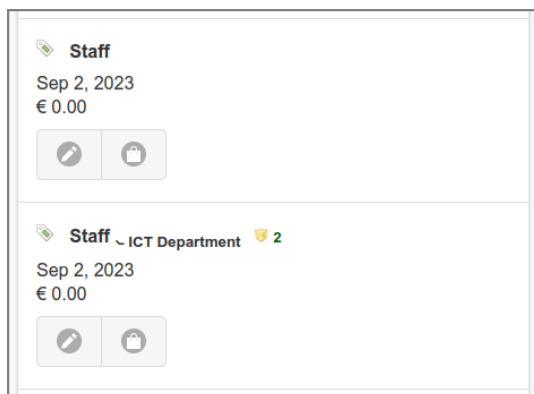 Staff
Sep 2, 2023
€ 0.00
Staff ICT Department 2
Sep 2, 2023
€ 0.00